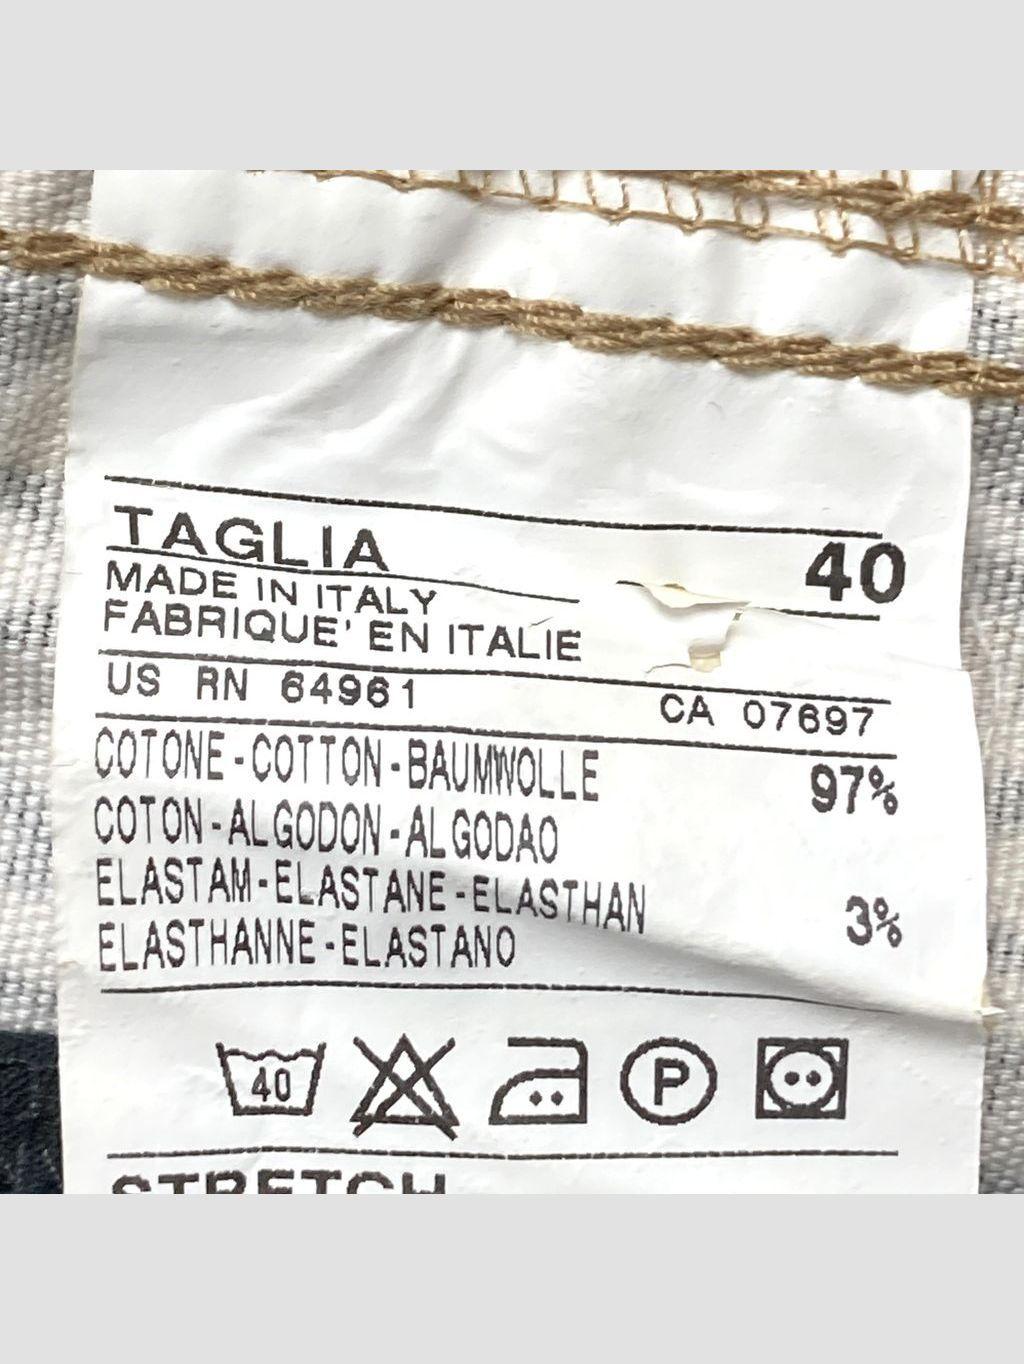 TAGLIA 40
MADE IN ITALY
FABRIQUE' EN ITALIE
US RN 64961 CA 07697
COTONE-COTTON-BAUMWOLLE 97%
COTON-ALGODON-ALGODAO
ELASTAM-ELASTANE-ELASTHAN 3%
ELASTHANNE-ELASTANO
40 P
STRETCH